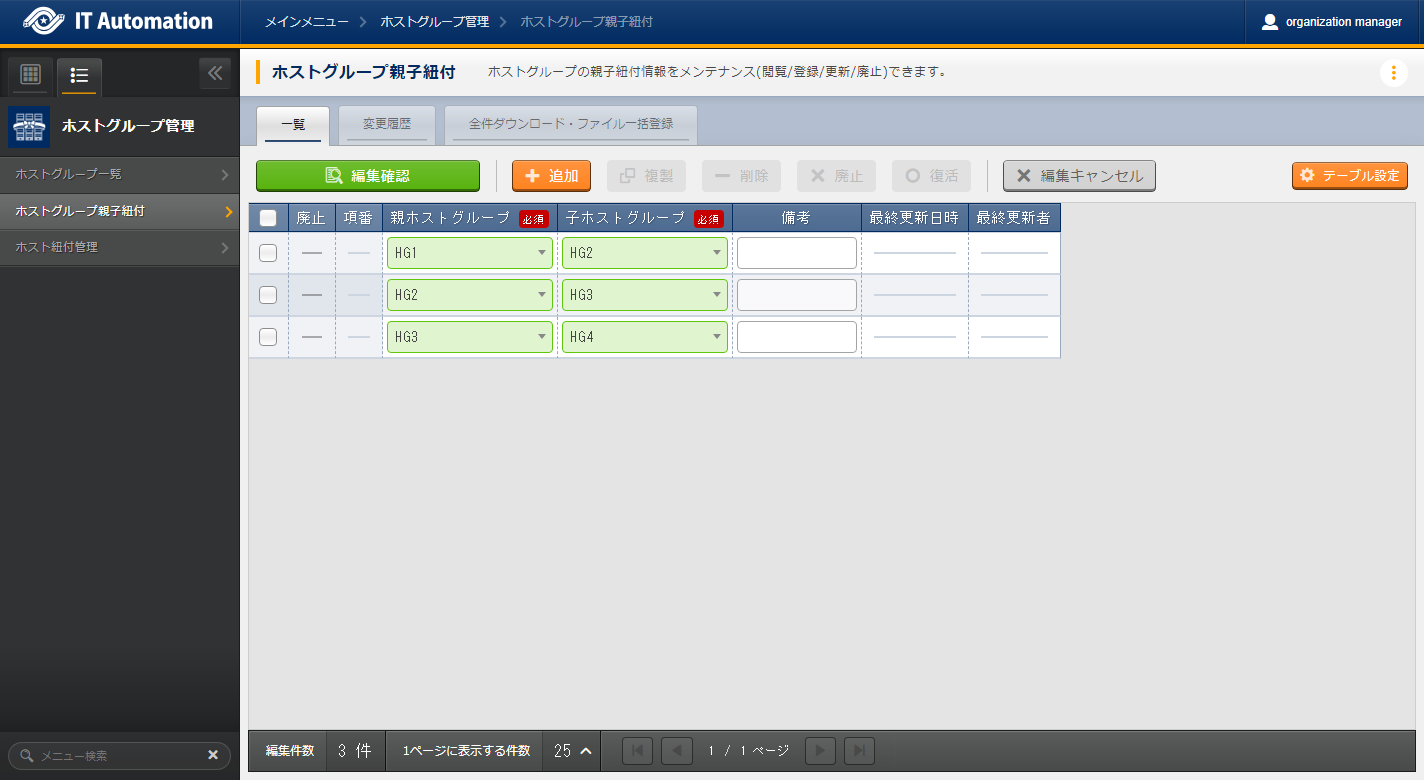 IT Automation
メインメニュー ホストグループ管理 ホストグループ親子紐付
organization manager
ホストグループ管理
ホストグループ一覧
ホストグループ親子紐付
ホスト紐付管理
メニュー検索
ホストグループ親子紐付 ホストグループの親子紐付情報をメンテナンス(閲覧/登録/更新/廃止)できます。
一覧 変更履歴 全件ダウンロード・ファイル一括登録
編集確認 追加 複製 削除 廃止 復活 編集キャンセル テーブル設定
廃止 項番 親ホストグループ 必須 子ホストグループ 必須 備考 最終更新日時 最終更新者
HG1 HG2
HG2 HG3
HG3 HG4
編集件数 3 件 1ページに表示する件数 25 1 / 1 ページ